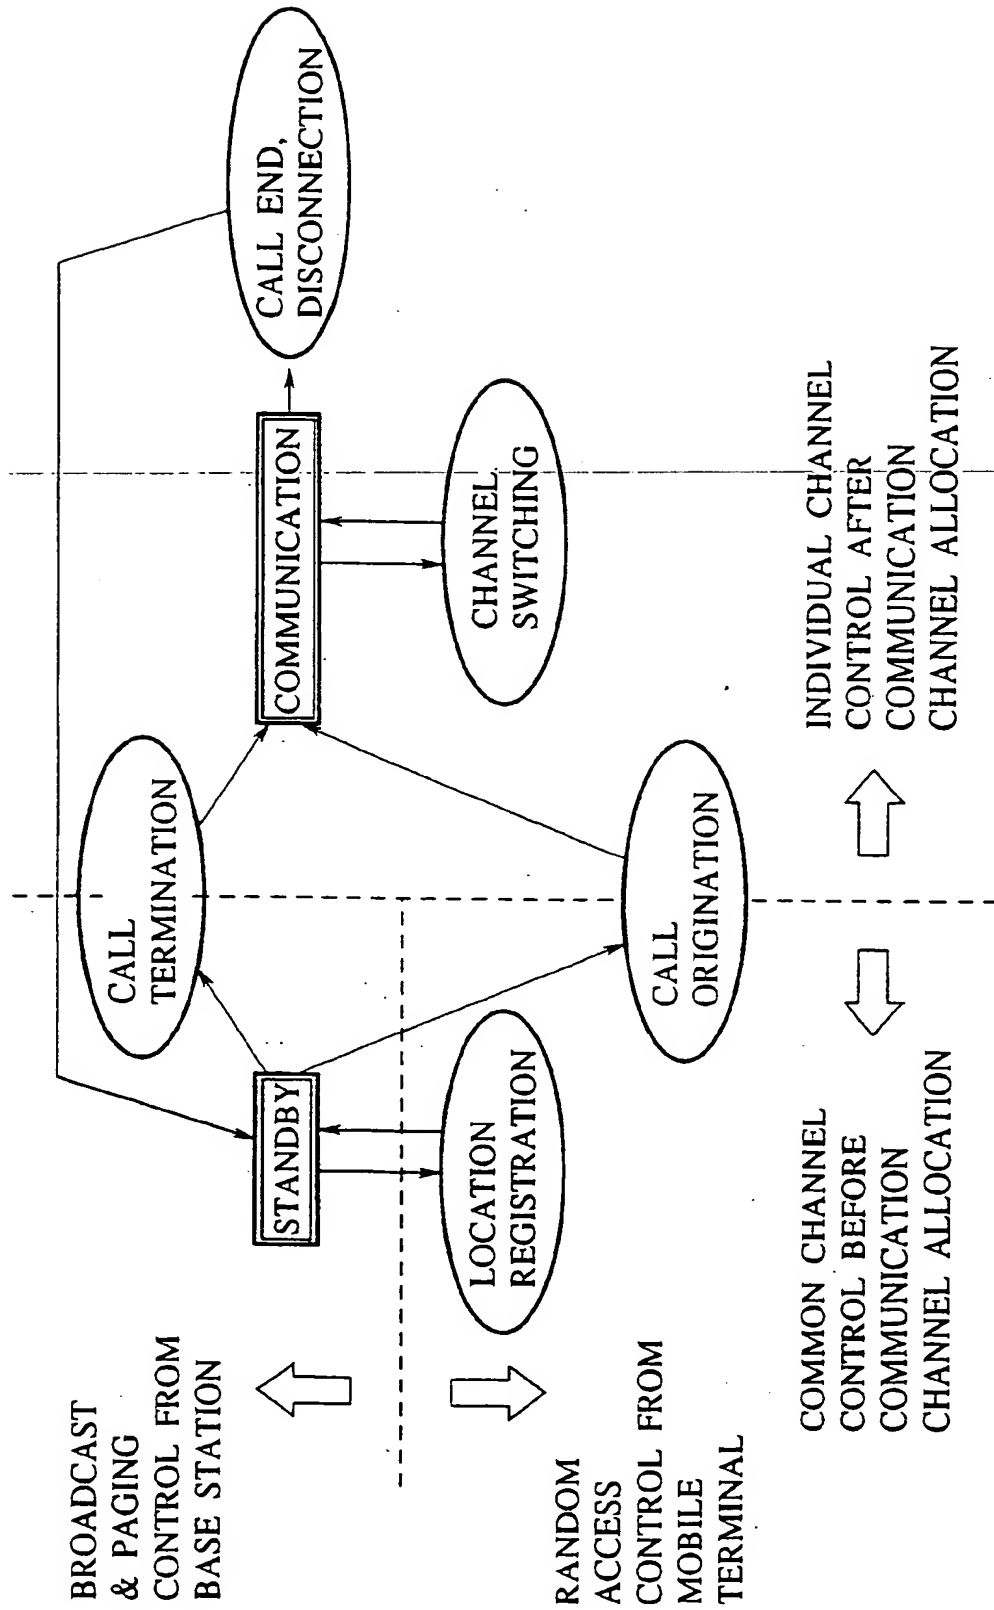 BROADCAST
& PAGING
CONTROL FROM
BASE STATION
RANDOM
ACCESS
CONTROL FROM
MOBILE
TERMINAL
STANDBY
LOCATION
REGISTRATION
CALL
TERMINATION
CALL
ORIGINATION
COMMUNICATION
CHANNEL
SWITCHING
CALL END,
DISCONNECTION
COMMON CHANNEL
CONTROL BEFORE
COMMUNICATION
CHANNEL ALLOCATION
INDIVIDUAL CHANNEL
CONTROL AFTER
COMMUNICATION
CHANNEL ALLOCATION